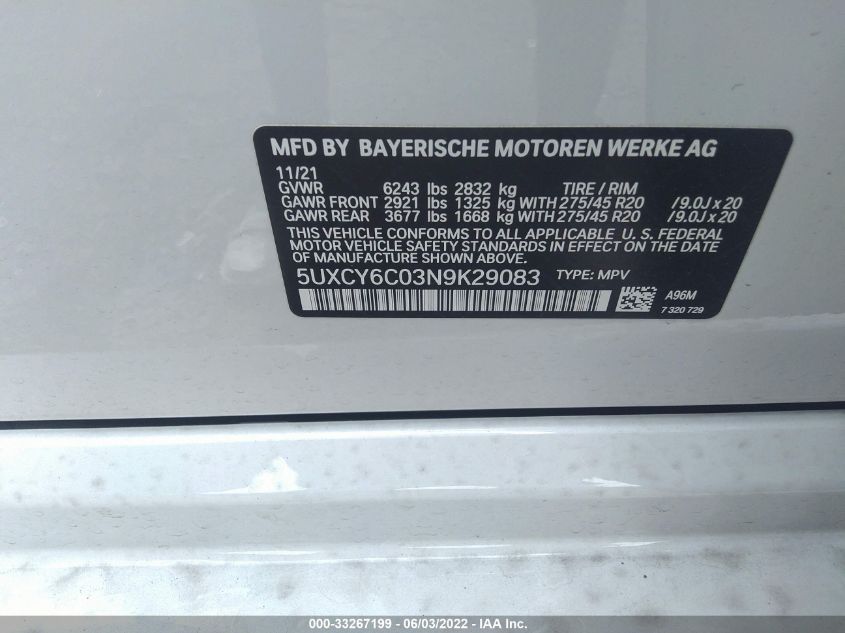 MFD BY BAYERISCHE MOTOREN WERKE AG
11/21
GVWR 6243 lbs 2832 kg TIRE / RIM
GAWR FRONT 2921 lbs 1325 kg WITH 275/45 R20 /9.0J x 20
GAWR REAR 3677 lbs 1668 kg WITH 275/45 R20 /9.0J x 20
THIS VEHICLE CONFORMS TO ALL APPLICABLE U.S. FEDERAL
MOTOR VEHICLE SAFETY STANDARDS IN EFFECT ON THE DATE
OF MANUFACTURE SHOWN ABOVE.
5UXCY6C03N9K29083 TYPE: MPV
A96M
7 320 729
000-33267199 - 06/03/2022 - IAA Inc.